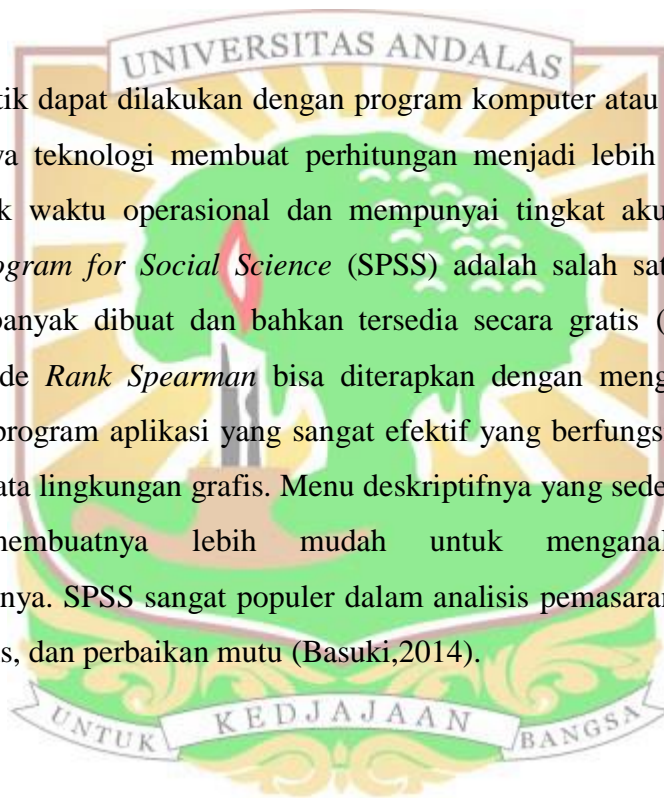 UNIVERSITAS ANDALAS
tik dapat dilakukan dengan program komputer atau
a teknologi membuat perhitungan menjadi lebih
k waktu operasional dan mempunyai tingkat aku
ogram for Social Science (SPSS) adalah salah sat
banyak dibuat dan bahkan tersedia secara gratis (
de Rank Spearman bisa diterapkan dengan meng
program aplikasi yang sangat efektif yang berfungs
ata lingkungan grafis. Menu deskriptifnya yang sede
membuatnya lebih mudah untuk menganal
nya. SPSS sangat populer dalam analisis pemasaran
s, dan perbaikan mutu (Basuki,2014).
UNTUK KEDJAJAAN BANGSA